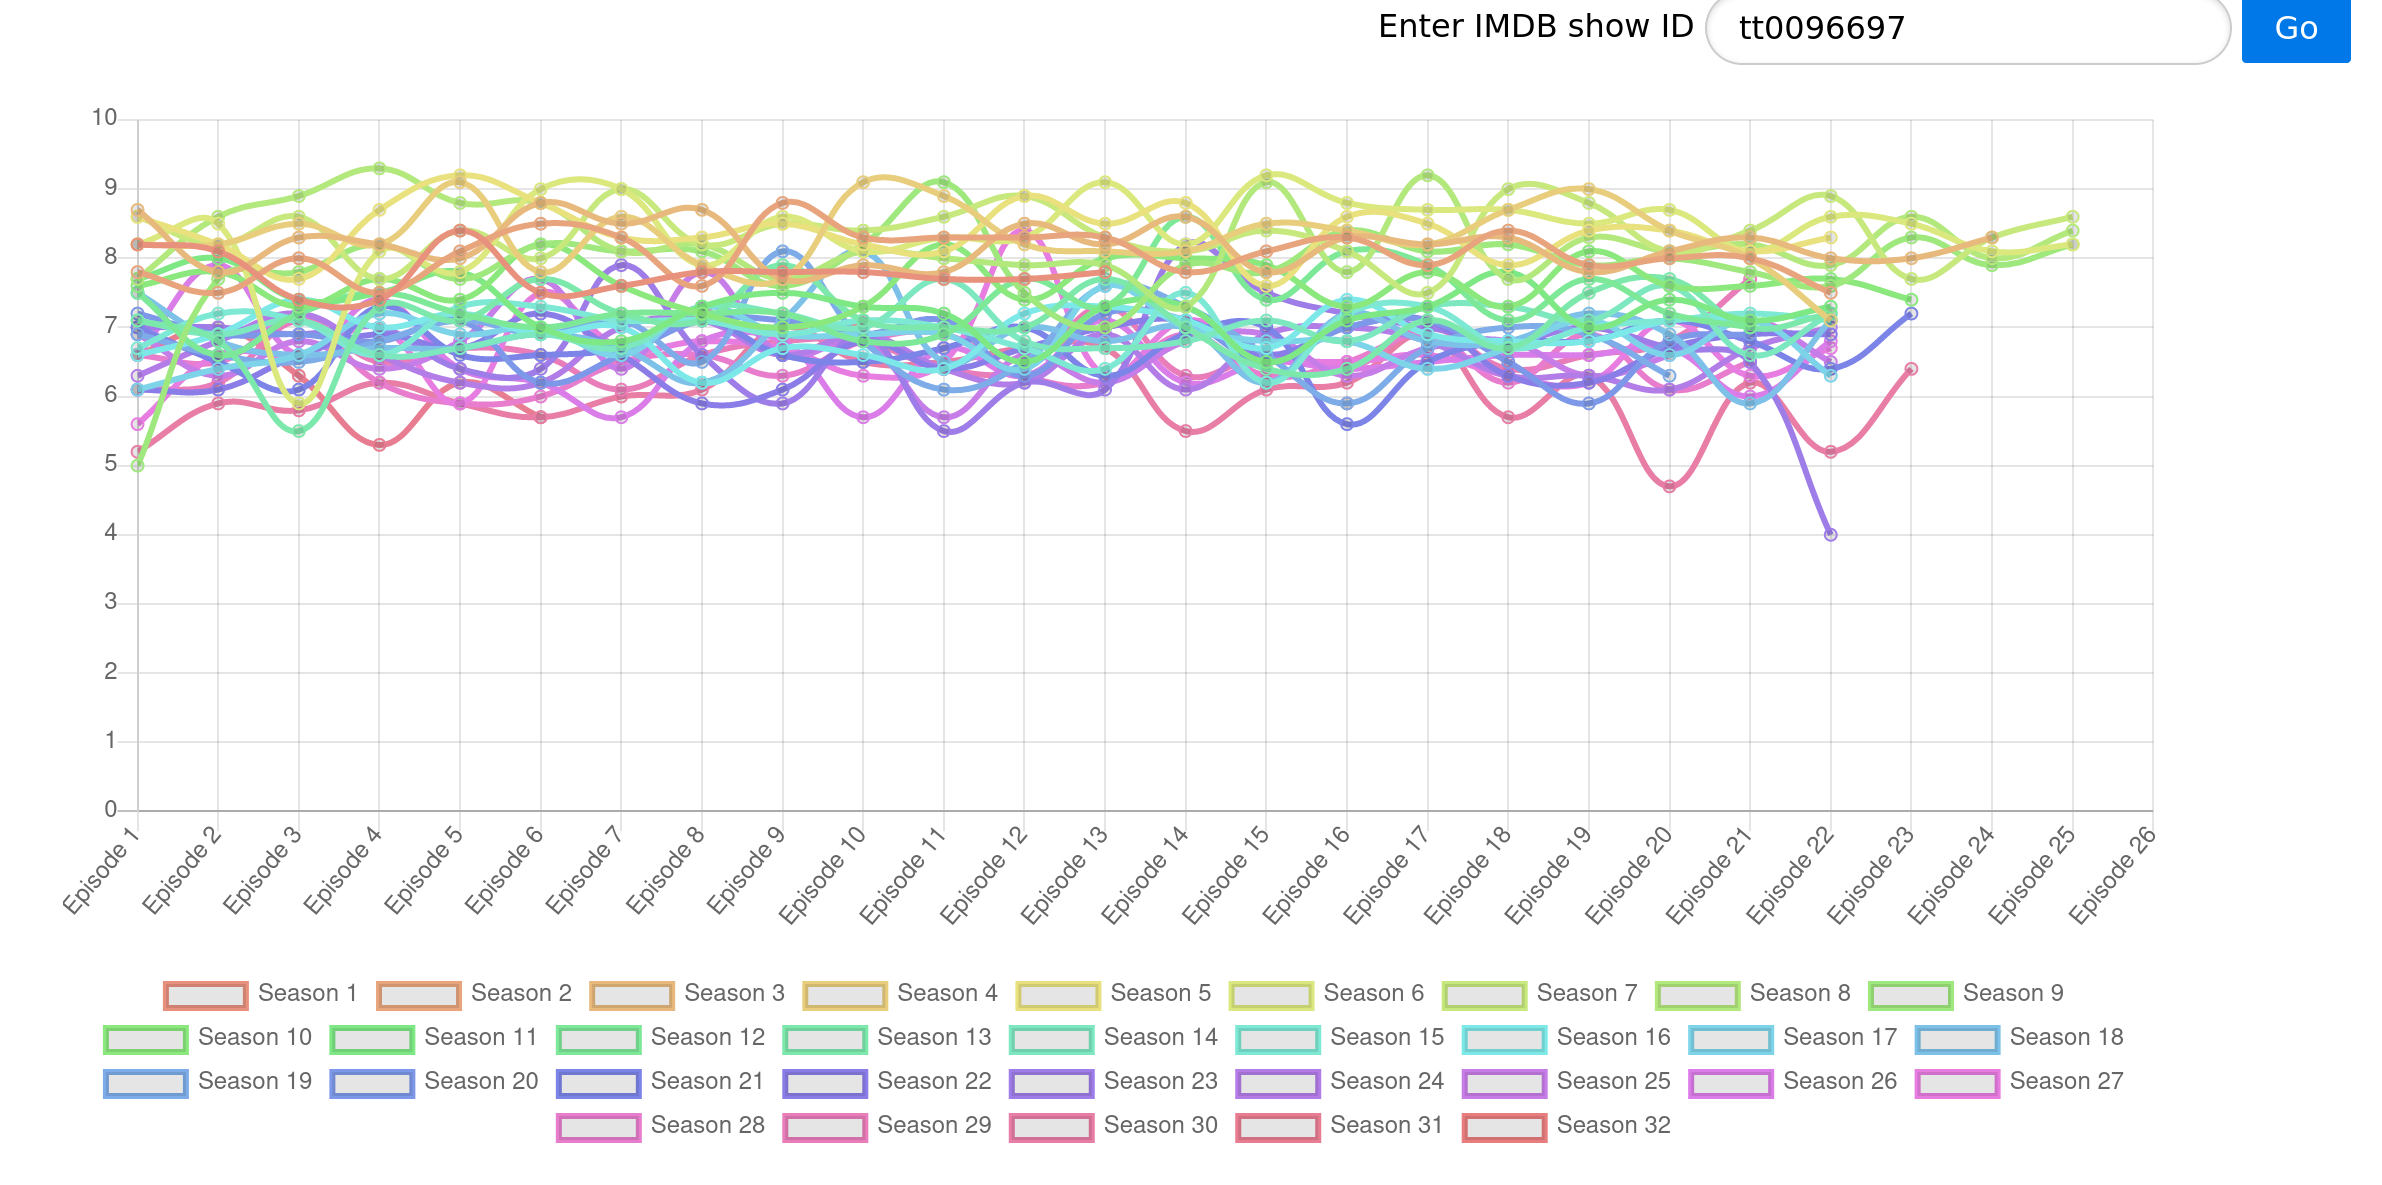 Enter IMDB show ID tt0096697 Go
10
9
8
7
6
5
4
3
2
1
0
Episode 1 Episode 2 Episode 3 Episode 4 Episode 5 Episode 6 Episode 7 Episode 8 Episode 9 Episode 10 Episode 11 Episode 12 Episode 13 Episode 14 Episode 15 Episode 16 Episode 17 Episode 18 Episode 19 Episode 20 Episode 21 Episode 22 Episode 23 Episode 24 Episode 25 Episode 26
Season 1 Season 2 Season 3 Season 4 Season 5 Season 6 Season 7 Season 8 Season 9
Season 10 Season 11 Season 12 Season 13 Season 14 Season 15 Season 16 Season 17 Season 18
Season 19 Season 20 Season 21 Season 22 Season 23 Season 24 Season 25 Season 26 Season 27
Season 28 Season 29 Season 30 Season 31 Season 32